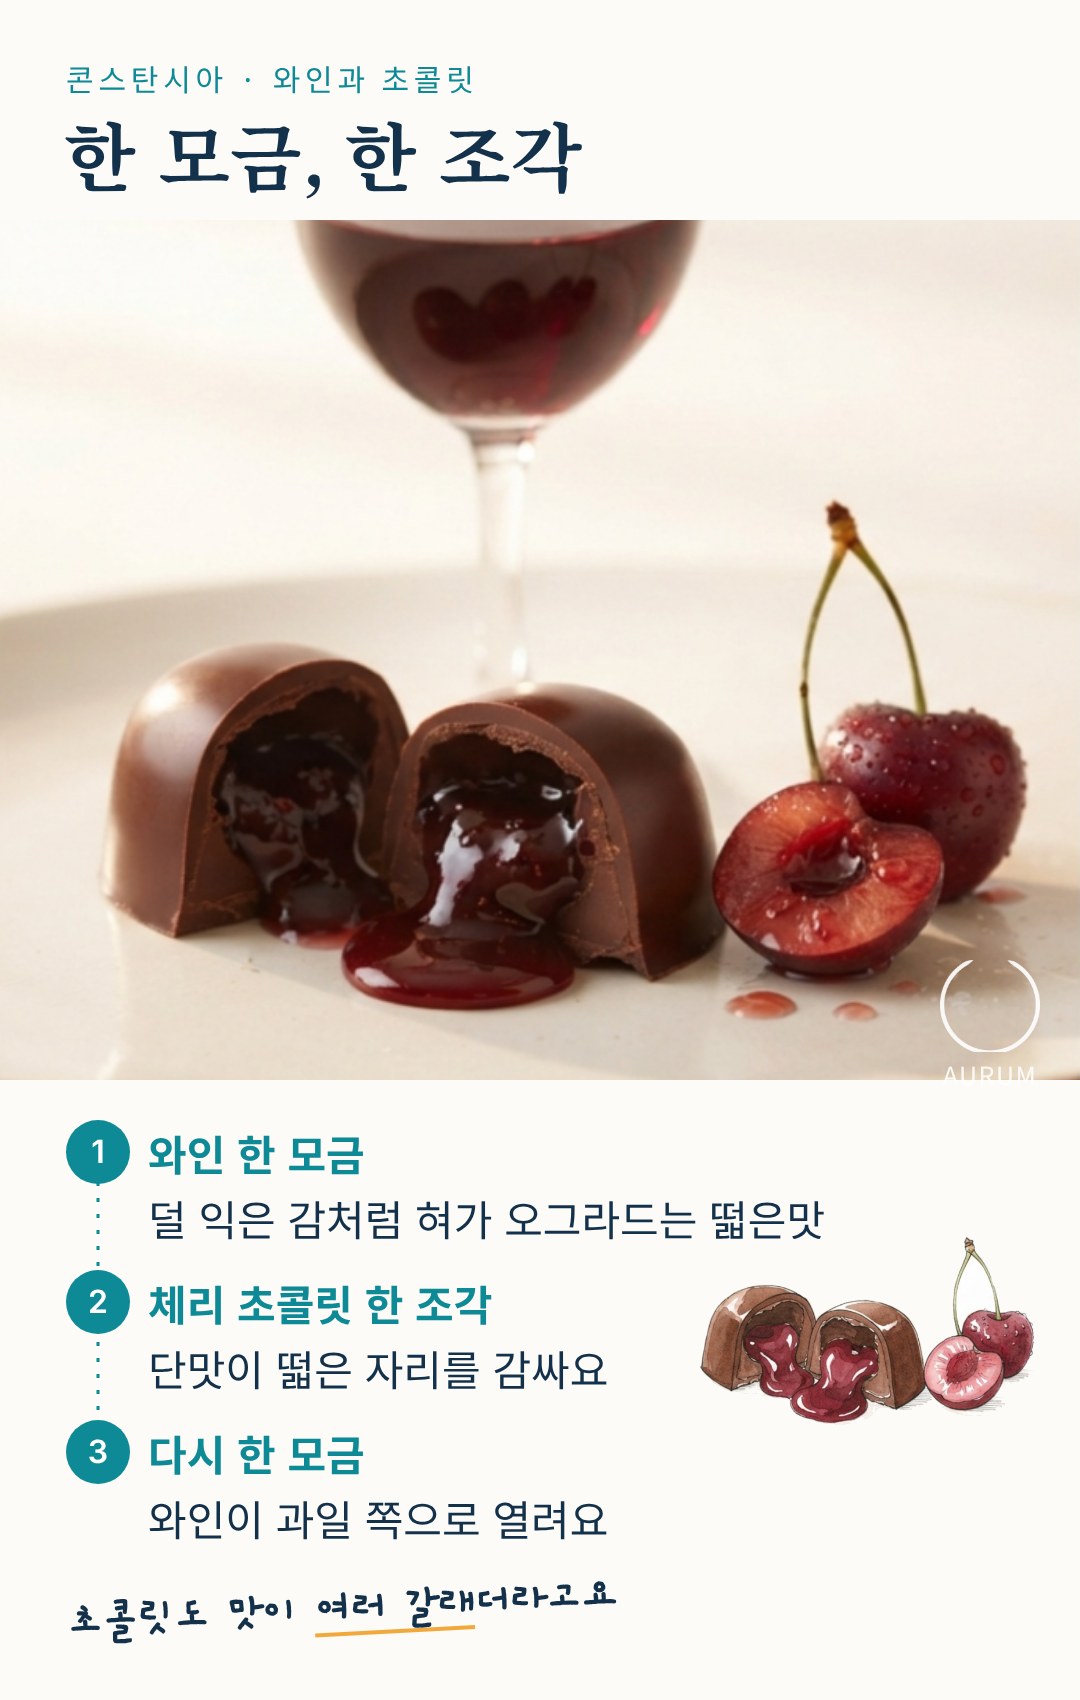 콘스탄시아 · 와인과 초콜릿
한 모금, 한 조각
AURUM
1 와인 한 모금
덜 익은 감처럼 혀가 오그라드는 떫은맛
2 체리 초콜릿 한 조각
단맛이 떫은 자리를 감싸요
3 다시 한 모금
와인이 과일 쪽으로 열려요
초콜릿도 맛이 여러 갈래더라고요